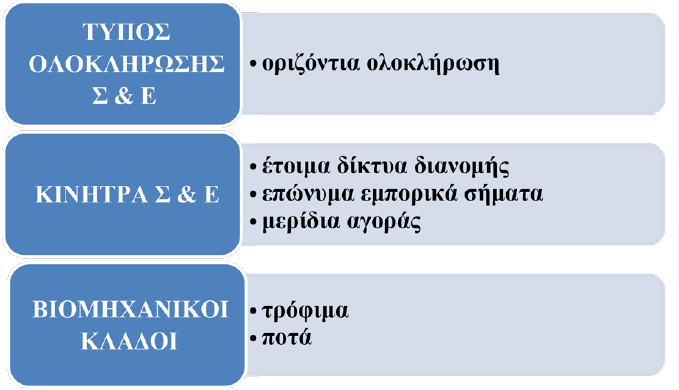 ΤΥΠΟΣ
ΟΛΟΚΛΗΡΩΣΗΣ
Σ & Ε
• οριζόντια ολοκλήρωση
ΚΙΝΗΤΡΑ Σ & Ε
• έτοιμα δίκτυα διανομής
• επώνυμα εμπορικά σήματα
• μερίδια αγοράς
ΒΙΟΜΗΧΑΝΙΚΟΙ
ΚΛΑΔΟΙ
• τρόφιμα
• ποτά